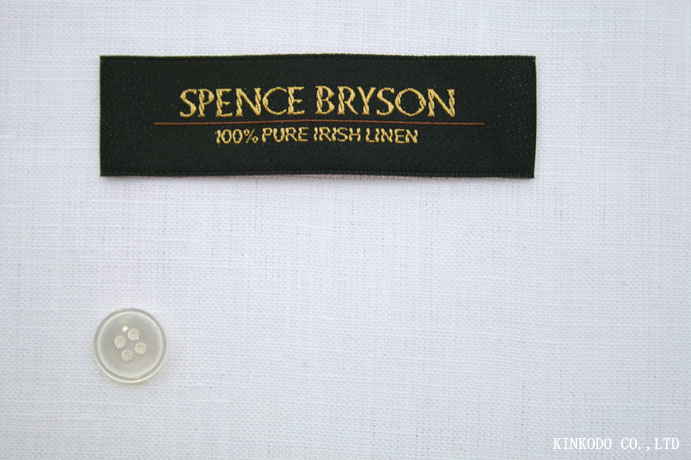 SPENCE BRYSON
100% PURE IRISH LINEN
KINKODO CO.,LTD